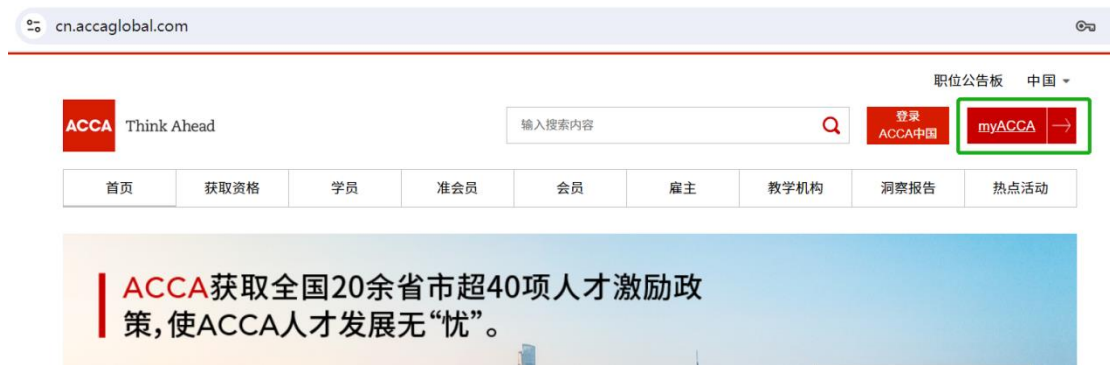 cn.accaglobal.com
职位公告板 中国
ACCA Think Ahead
输入搜索内容
登录
ACCA中国
myACCA
首页 获取资格 学员 准会员 会员 雇主 教学机构 洞察报告 热点活动
ACCA获取全国20余省市超40项人才激励政
策,使ACCA人才发展无“忧”。